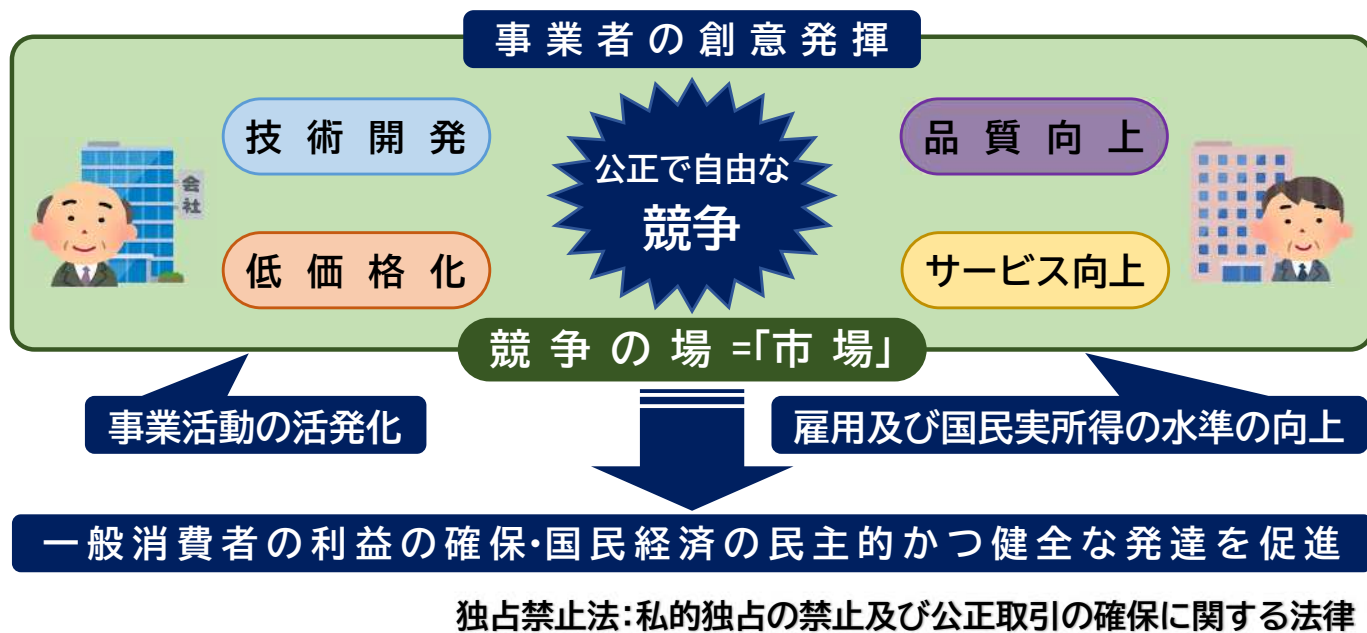 事業者の創意発揮
技術開発
公正で自由な
競争
品質向上
会社
低価格化
サービス向上
競争の場=「市場」
事業活動の活発化
雇用及び国民実所得の水準の向上
一般消費者の利益の確保・国民経済の民主的かつ健全な発達を促進
独占禁止法:私的独占の禁止及び公正取引の確保に関する法律